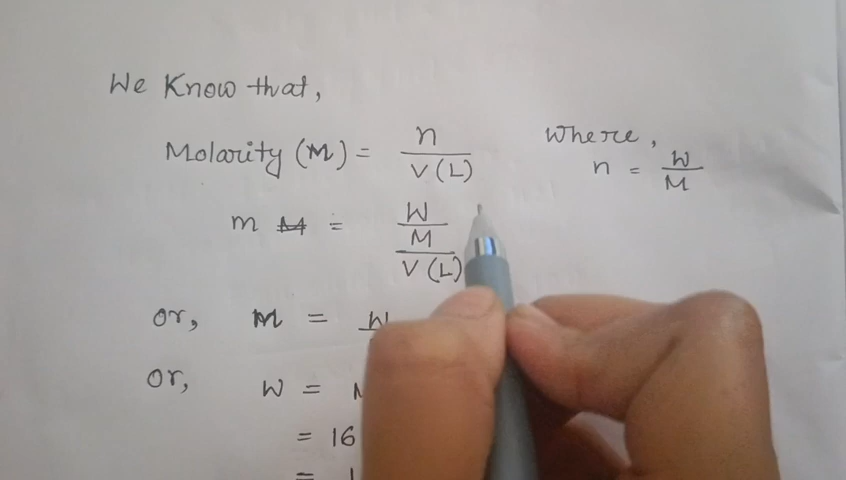 We Know that,
Molarity (M) = n / V (L)
Where,
n = W / M
m M = W / M / V (L)
or, M = W
or, W =
= 16
=